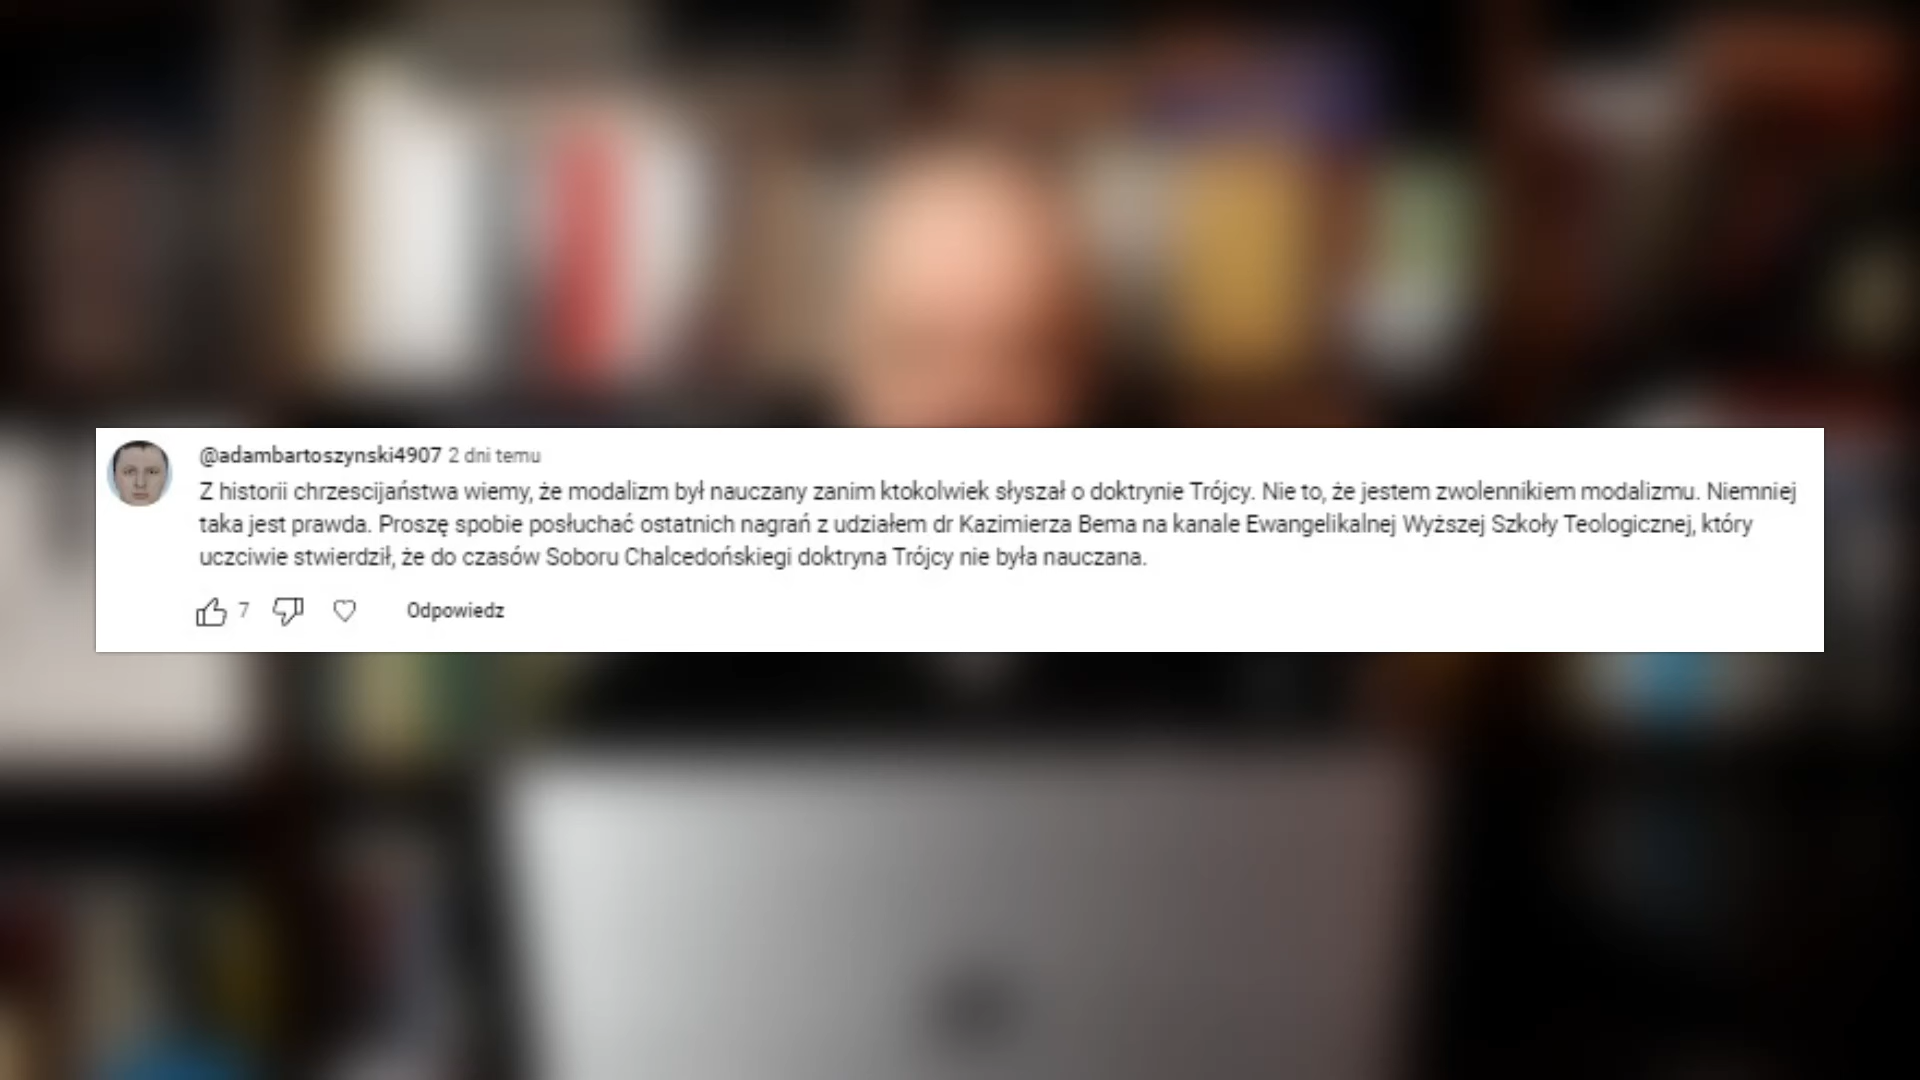 @adambartoszynski4907 2 dni temu
Z historii chrzescijaństwa wiemy, że modalizm był nauczany zanim ktokolwiek słyszał o doktrynie Trójcy. Nie to, że jestem zwolennikiem modalizmu. Niemniej
taka jest prawda. Proszę spobie posłuchać ostatnich nagrań z udziałem dr Kazimierza Bema na kanale Ewangelikalnej Wyższej Szkoły Teologicznej, który
uczciwie stwierdził, że do czasów Soboru Chalcedońskiegi doktryna Trójcy nie była nauczana.
7 Odpowiedz